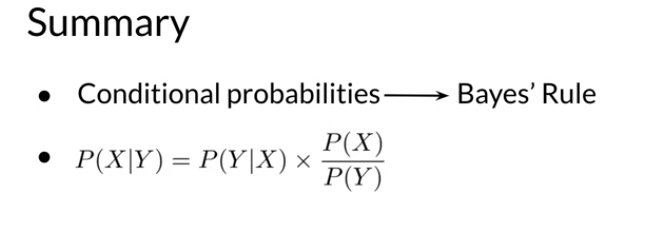 Summary
● Conditional probabilities → Bayes’ Rule
● P(X|Y) = P(Y|X) × P(X)/P(Y)